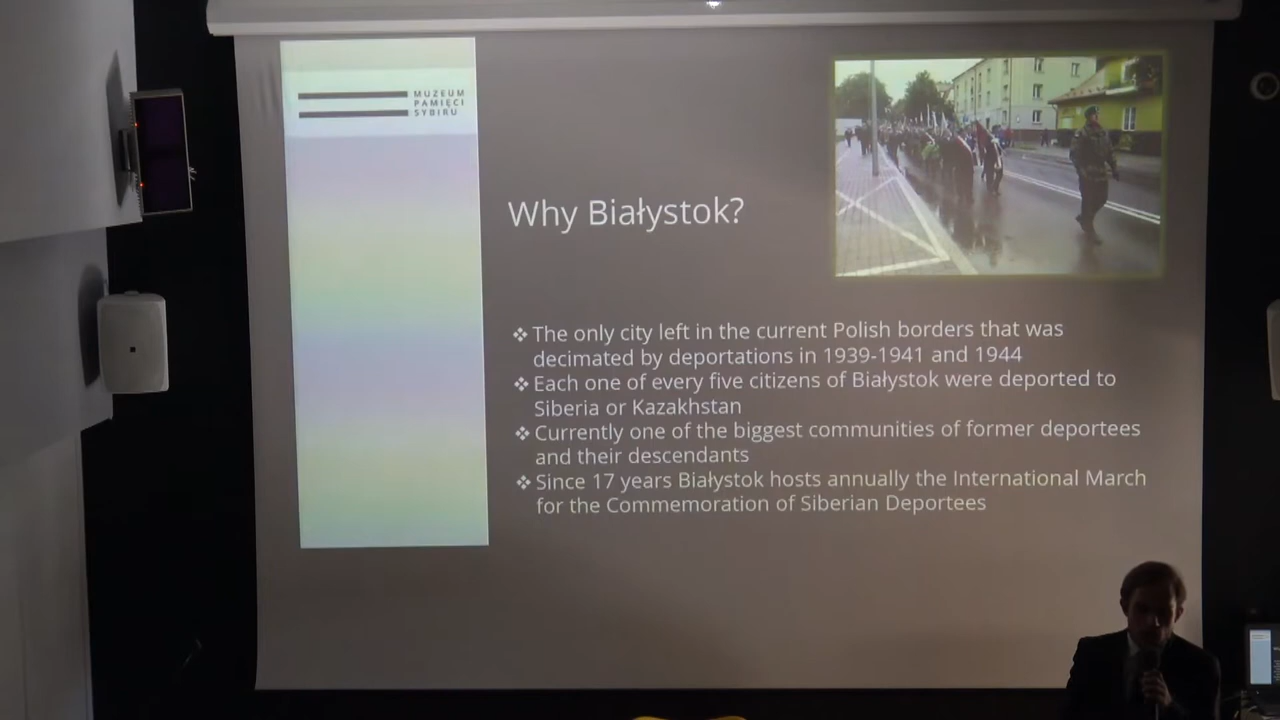 MUZEUM
PAMIĘCI
SYBIRU
Why Białystok?
❖ The only city left in the current Polish borders that was
decimated by deportations in 1939-1941 and 1944
❖ Each one of every five citizens of Białystok were deported to
Siberia or Kazakhstan
❖ Currently one of the biggest communities of former deportees
and their descendants
❖ Since 17 years Białystok hosts annually the International March
for the Commemoration of Siberian Deportees